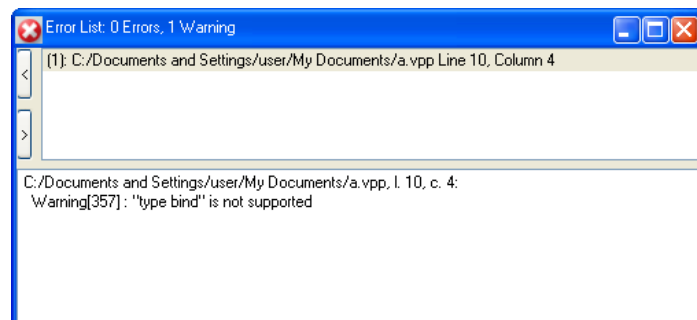 Error List: 0 Errors, 1 Warning
<
(1): C:/Documents and Settings/user/My Documents/a.vpp Line 10, Column 4
>
C:/Documents and Settings/user/My Documents/a.vpp, l. 10, c. 4:
Warning[357] : "type bind" is not supported